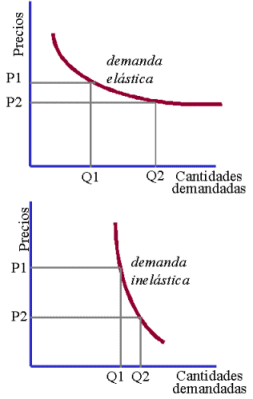 Precios
demanda
elástica
P1
P2
Q1
Q2
Cantidades
demandadas
Precios
demanda
inelástica
P1
P2
Q1
Q2
Cantidades
demandadas